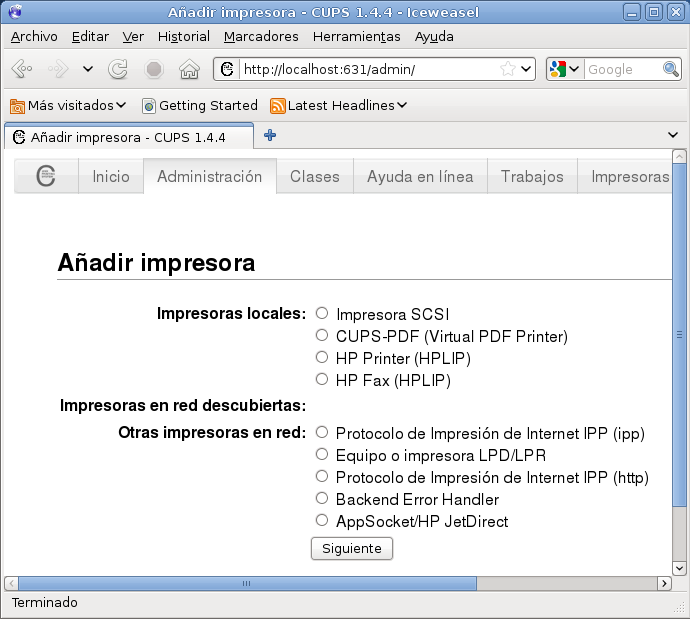 Añadir impresora - CUPS 1.4.4 - Iceweasel
Archivo Editar Ver Historial Marcadores Herramientas Ayuda
http://localhost:631/admin/ Google
Más visitados Getting Started Latest Headlines
Añadir impresora - CUPS 1.4.4
Inicio Administración Clases Ayuda en línea Trabajos Impresoras
Añadir impresora
Impresoras locales: Impresora SCSI
CUPS-PDF (Virtual PDF Printer)
HP Printer (HPLIP)
HP Fax (HPLIP)
Impresoras en red descubiertas:
Otras impresoras en red: Protocolo de Impresión de Internet IPP (ipp)
Equipo o impresora LPD/LPR
Protocolo de Impresión de Internet IPP (http)
Backend Error Handler
AppSocket/HP JetDirect
Siguiente
Terminado